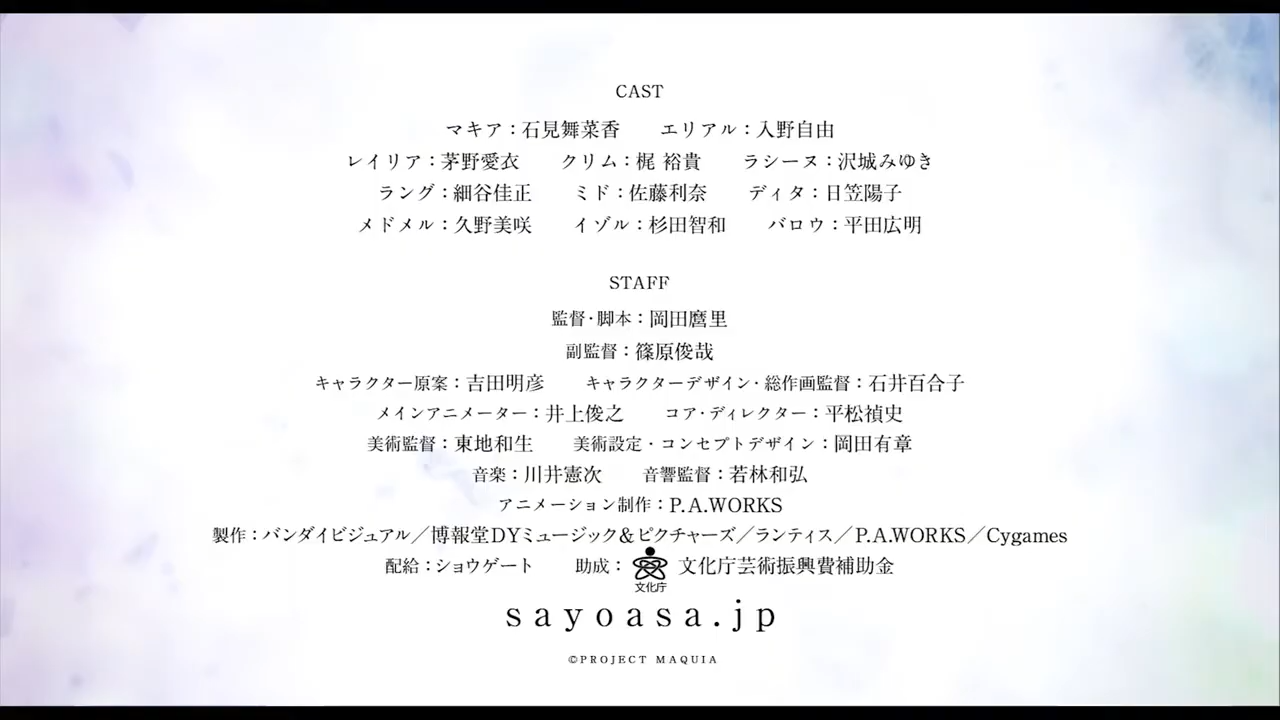 CAST
マキア：石見舞菜香　　エリアル：入野自由
レイリア：茅野愛衣　　クリム：梶 裕貴　　ラシーヌ：沢城みゆき
ラング：細谷佳正　　ミド：佐藤利奈　　ディタ：日笠陽子
メドメル：久野美咲　　イゾル：杉田智和　　バロウ：平田広明
STAFF
監督・脚本：岡田麿里
副監督：篠原俊哉
キャラクター原案：吉田明彦　　キャラクターデザイン・総作画監督：石井百合子
メインアニメーター：井上俊之　　コア・ディレクター：平松禎史
美術監督：東地和生　　美術設定・コンセプトデザイン：岡田有章
音楽：川井憲次　　音響監督：若林和弘
アニメーション制作：P.A.WORKS
製作：バンダイビジュアル／博報堂DYミュージック＆ピクチャーズ／ランティス／P.A.WORKS／Cygames
配給：ショウゲート　　助成：文化庁 文化庁芸術振興費補助金
sayoasa.jp
©PROJECT MAQUIA